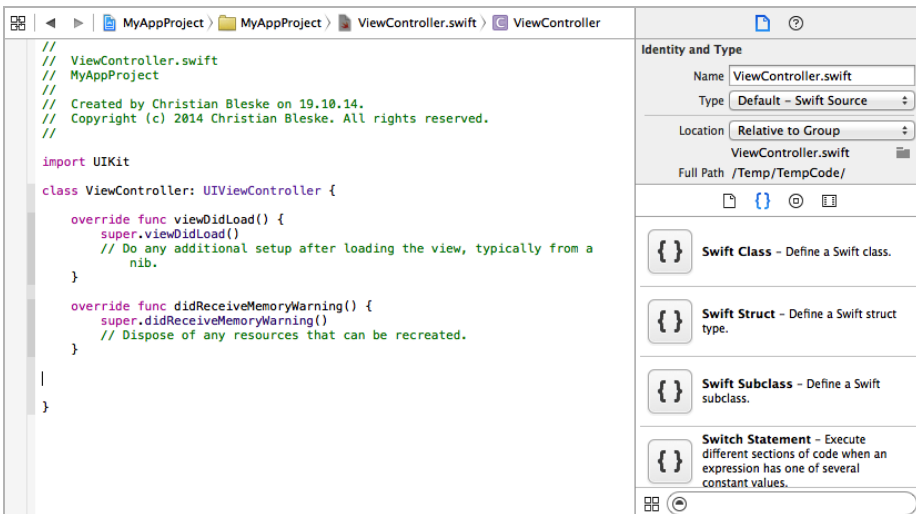 MyAppProject MyAppProject ViewController.swift C ViewController
//
// ViewController.swift
// MyAppProject
//
// Created by Christian Bleske on 19.10.14.
// Copyright (c) 2014 Christian Bleske. All rights reserved.
//
import UIKit
class ViewController: UIViewController {
override func viewDidLoad() {
super.viewDidLoad()
// Do any additional setup after loading the view, typically from a
nib.
}
override func didReceiveMemoryWarning() {
super.didReceiveMemoryWarning()
// Dispose of any resources that can be recreated.
}
}
Identity and Type
Name ViewController.swift
Type Default - Swift Source
Location Relative to Group
ViewController.swift
Full Path /Temp/TempCode/
{}
{ } Swift Class - Define a Swift class.
{ } Swift Struct - Define a Swift struct
type.
{ } Swift Subclass - Define a Swift
subclass.
{ } Switch Statement - Execute
different sections of code when an
expression has one of several
constant values.